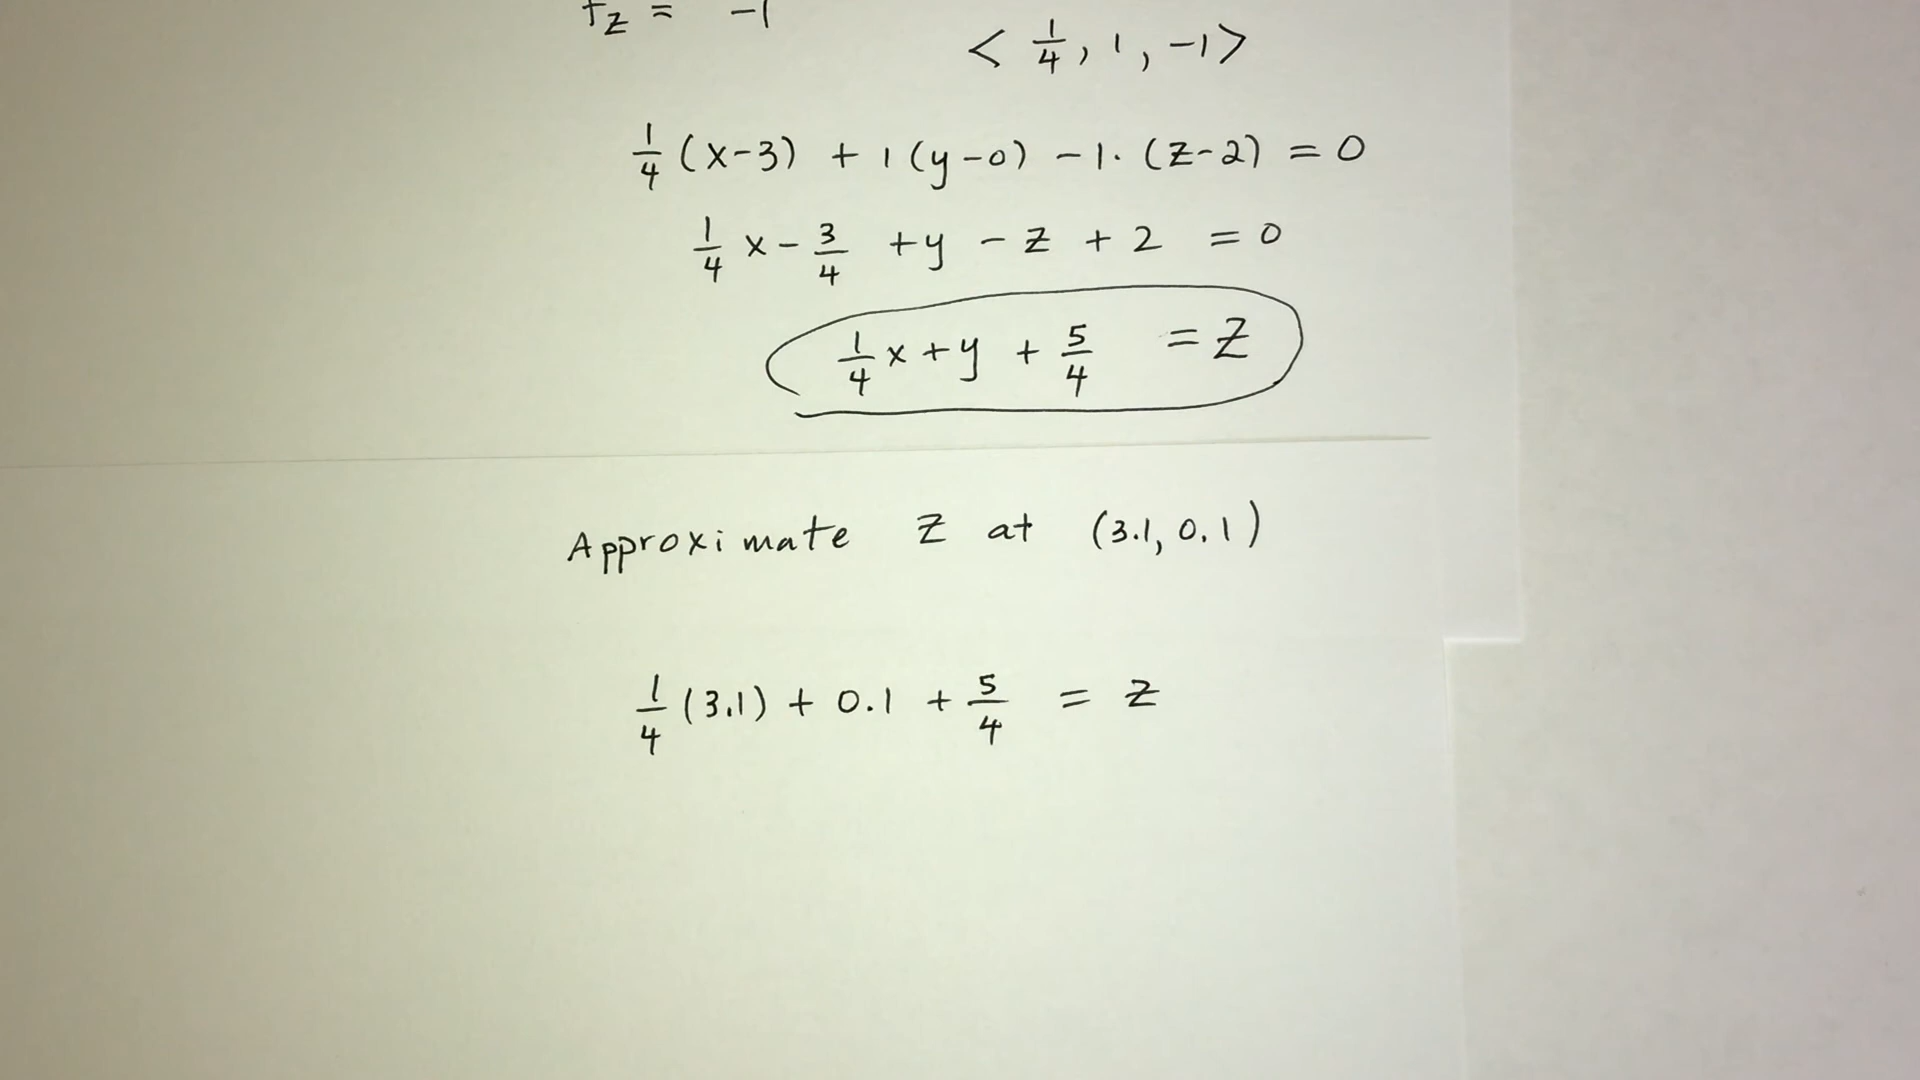 fz = -1
< 1/4, 1, -1>
1/4 (x-3) + 1 (y-0) -1· (z-2) = 0
1/4 x - 3/4 + y - z + 2 = 0
1/4 x + y + 5/4 = z
Approximate z at (3.1, 0.1)
1/4 (3.1) + 0.1 + 5/4 = z